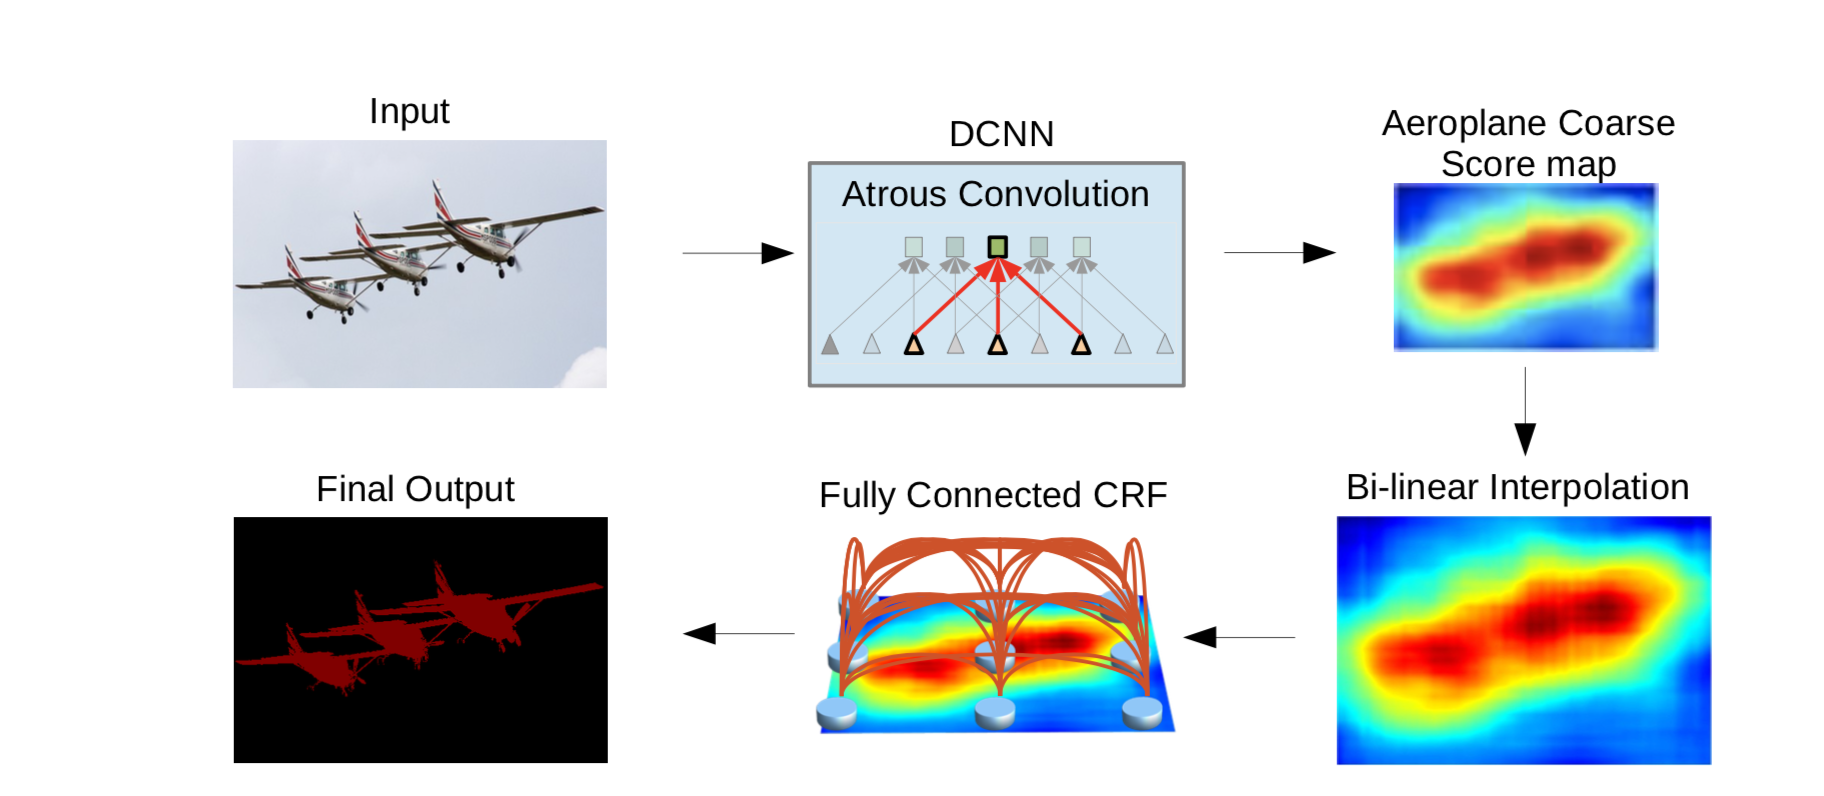 Input
DCNN
Atrous Convolution
Aeroplane Coarse
Score map
Bi-linear Interpolation
Fully Connected CRF
Final Output